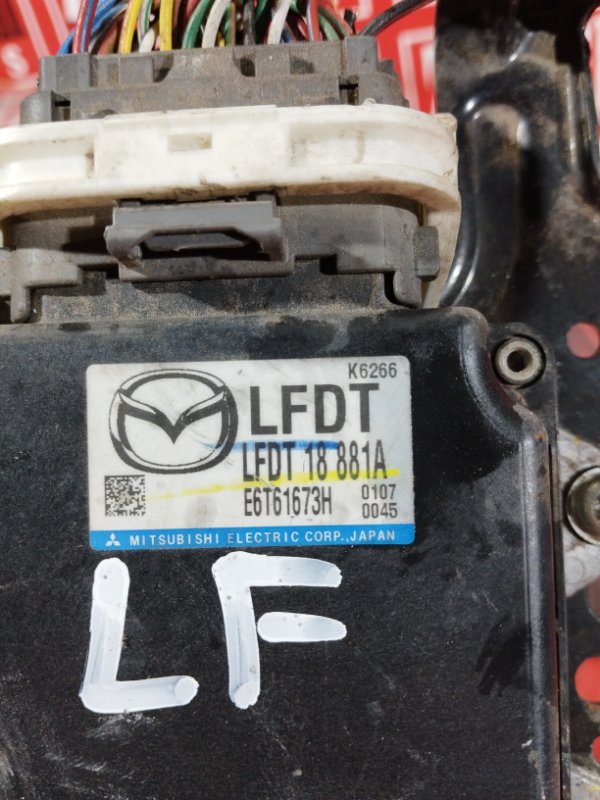 K6266
LFDT
LFDT 18 881A
E6T61673H 0107
0045
MITSUBISHI ELECTRIC CORP.,JAPAN
LF